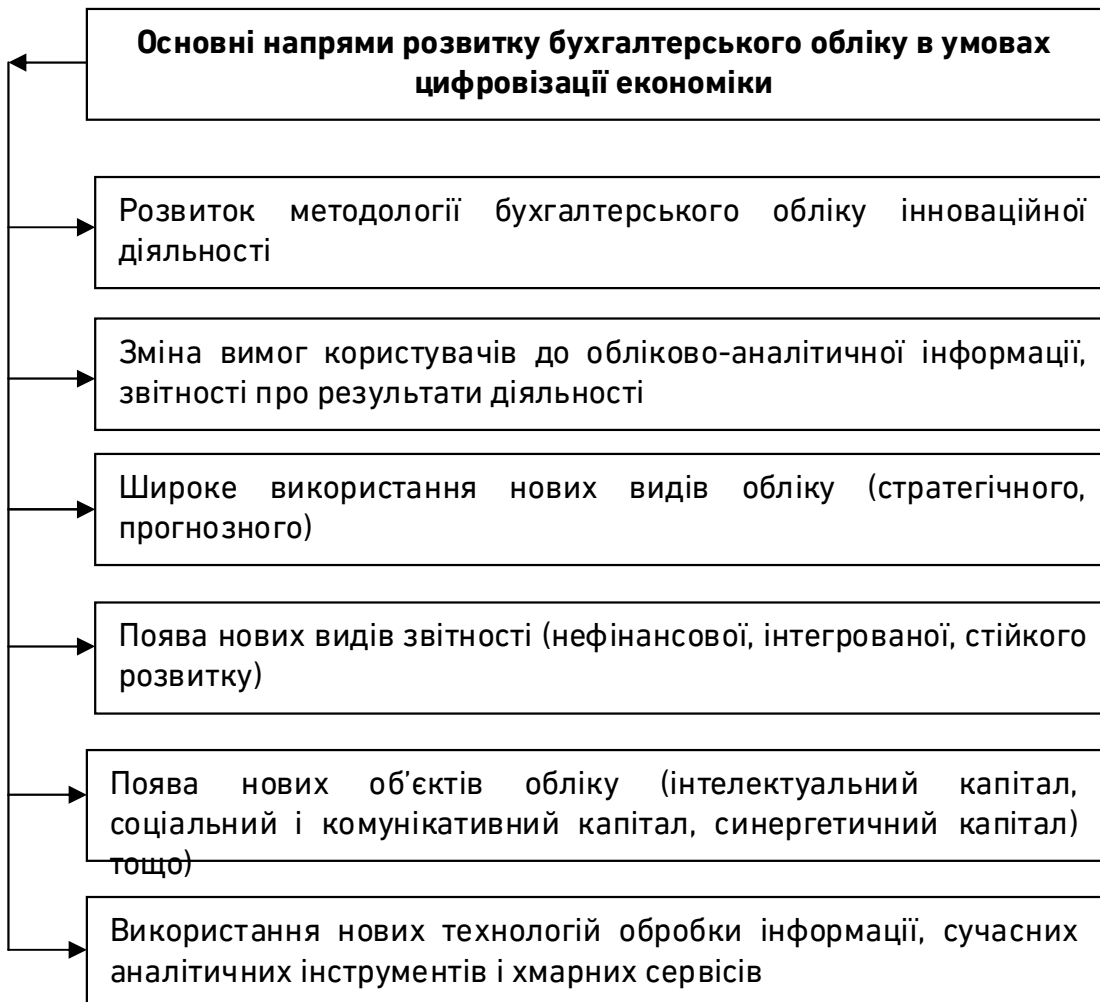 Основні напрями розвитку бухгалтерського обліку в умовах
цифровізації економіки
Розвиток методології бухгалтерського обліку інноваційної
діяльності
Зміна вимог користувачів до обліково-аналітичної інформації,
звітності про результати діяльності
Широке використання нових видів обліку (стратегічного,
прогнозного)
Поява нових видів звітності (нефінансової, інтегрованої, стійкого
розвитку)
Поява нових об’єктів обліку (інтелектуальний капітал,
соціальний і комунікативний капітал, синергетичний капітал)
тощо)
Використання нових технологій обробки інформації, сучасних
аналітичних інструментів і хмарних сервісів